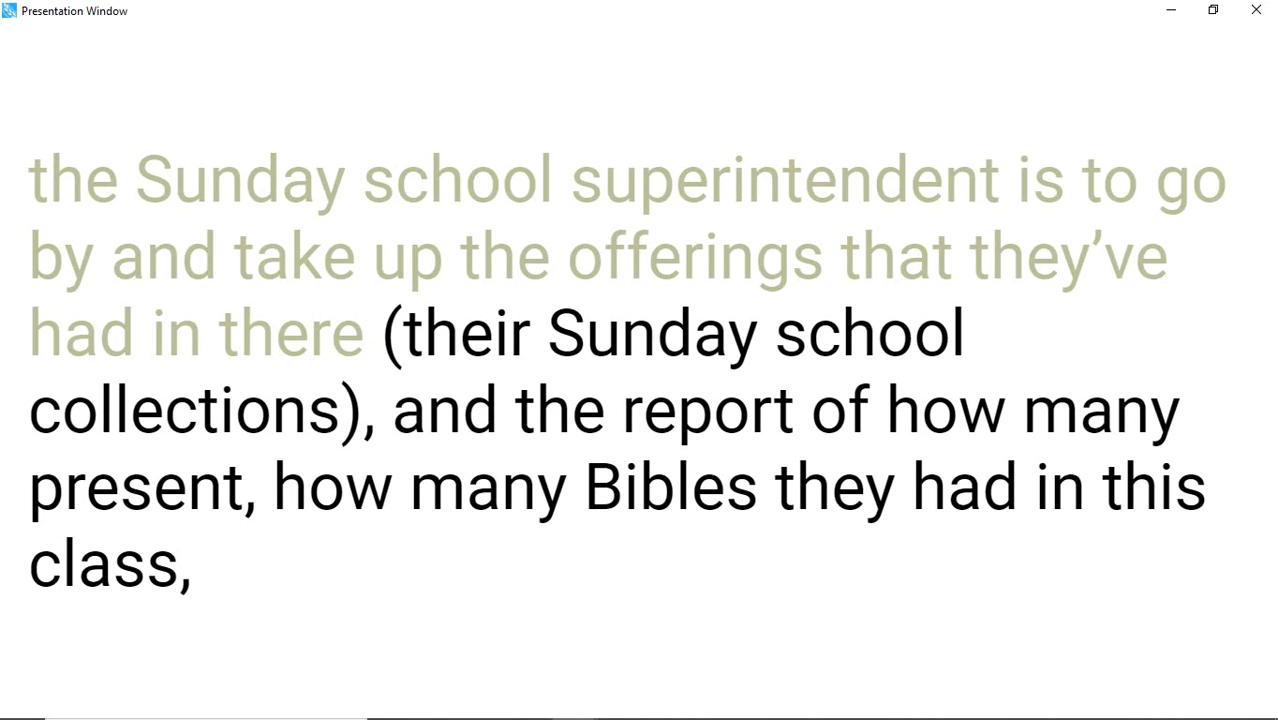 Presentation Window
the Sunday school superintendent is to go
by and take up the offerings that they’ve
had in there (their Sunday school
collections), and the report of how many
present, how many Bibles they had in this
class,